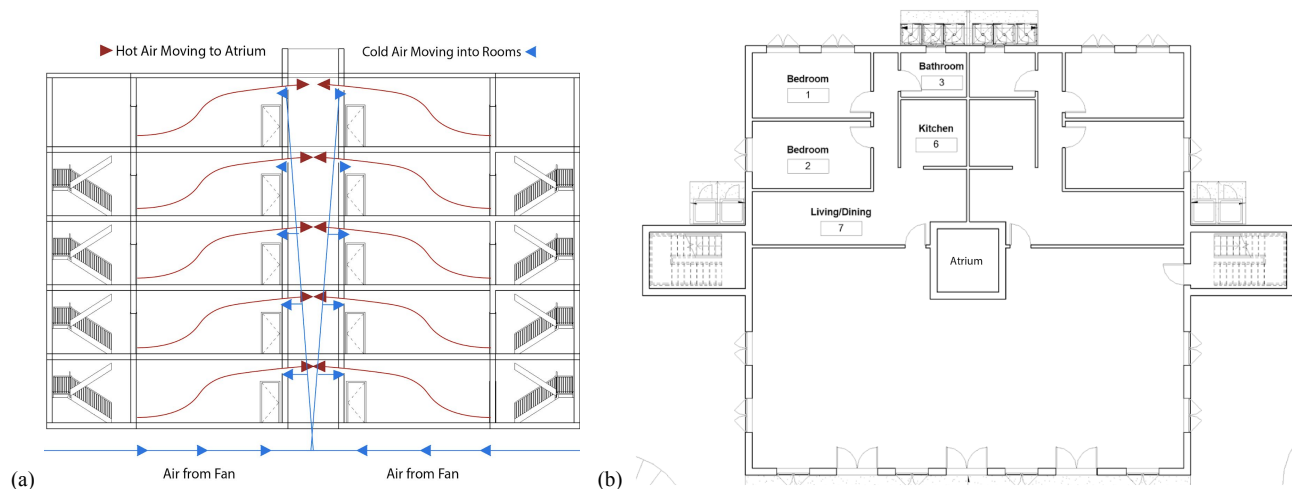 Hot Air Moving to Atrium
Cold Air Moving into Rooms
Air from Fan
Air from Fan
(a)
Bedroom
1
Bathroom
3
Kitchen
6
Bedroom
2
Living/Dining
7
Atrium
(b)